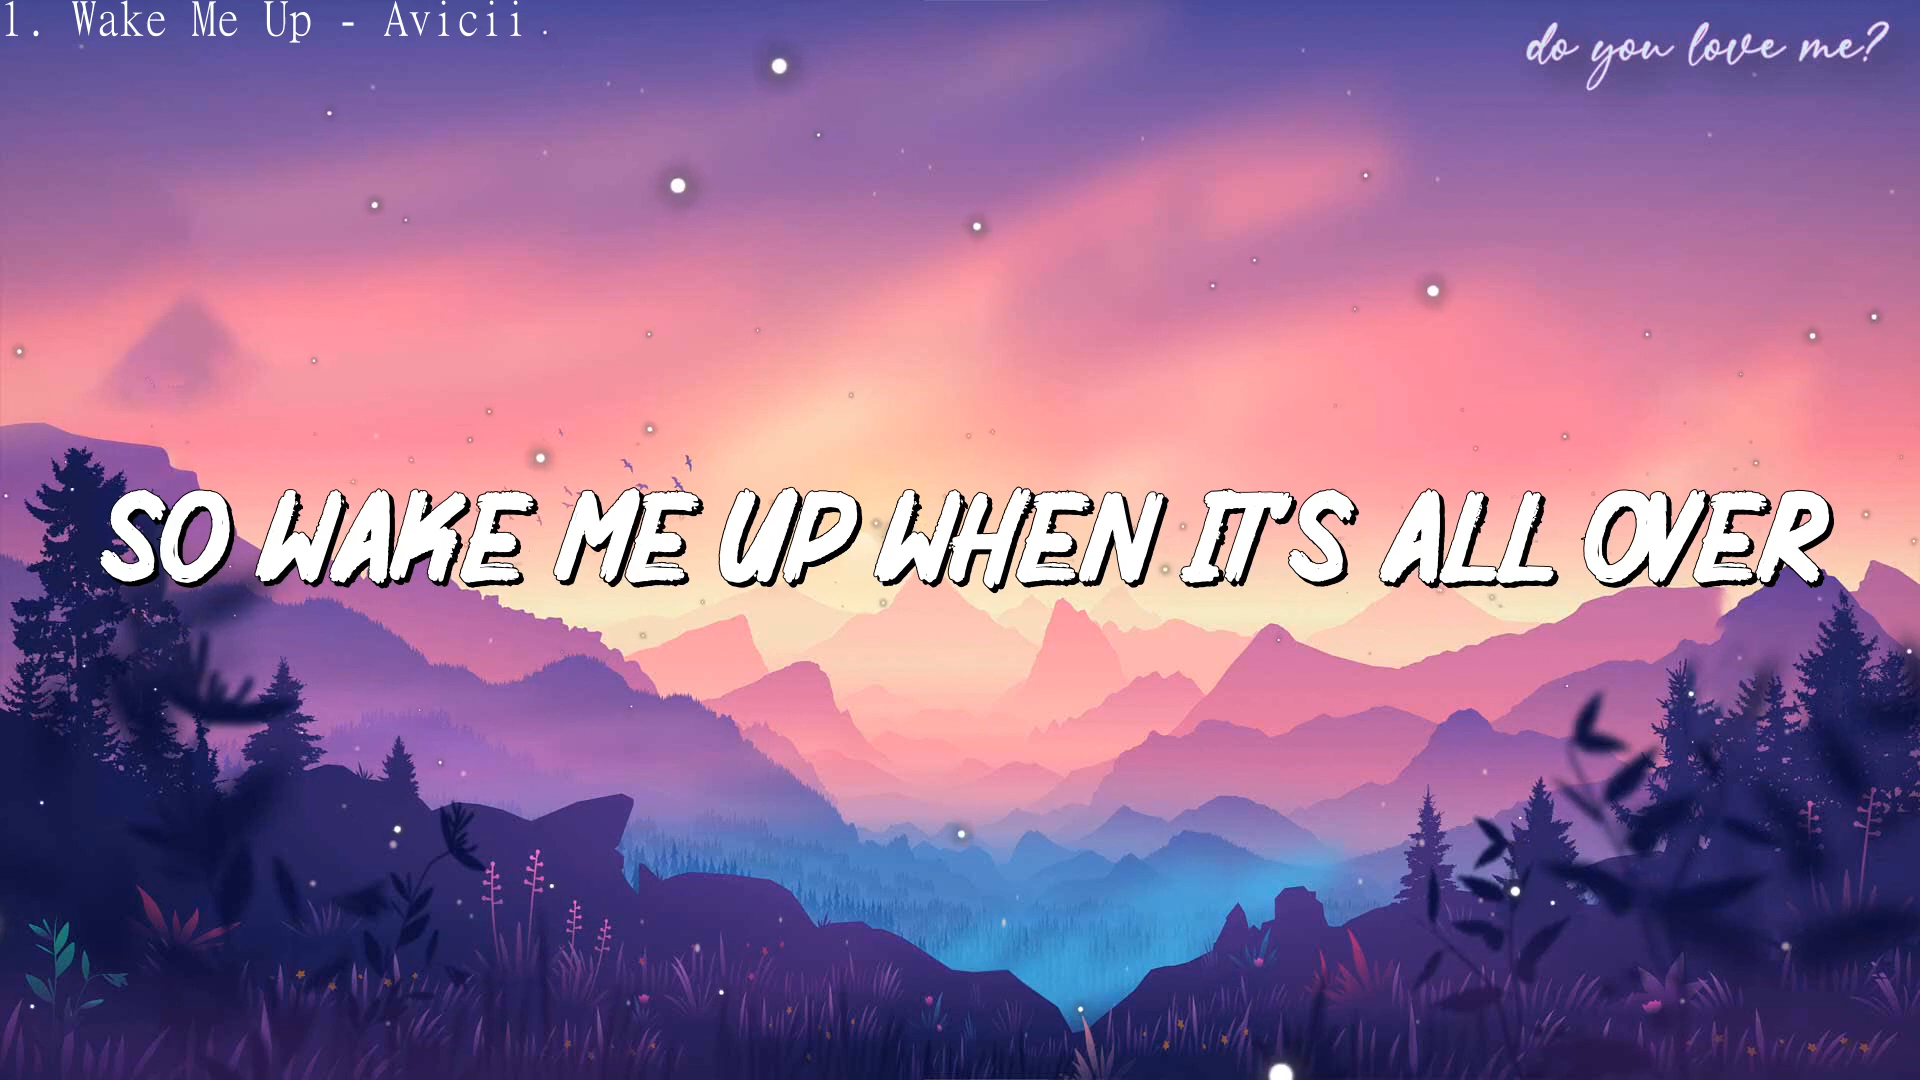 1. Wake Me Up - Avicii
do you love me?
SO WAKE ME UP WHEN IT'S ALL OVER